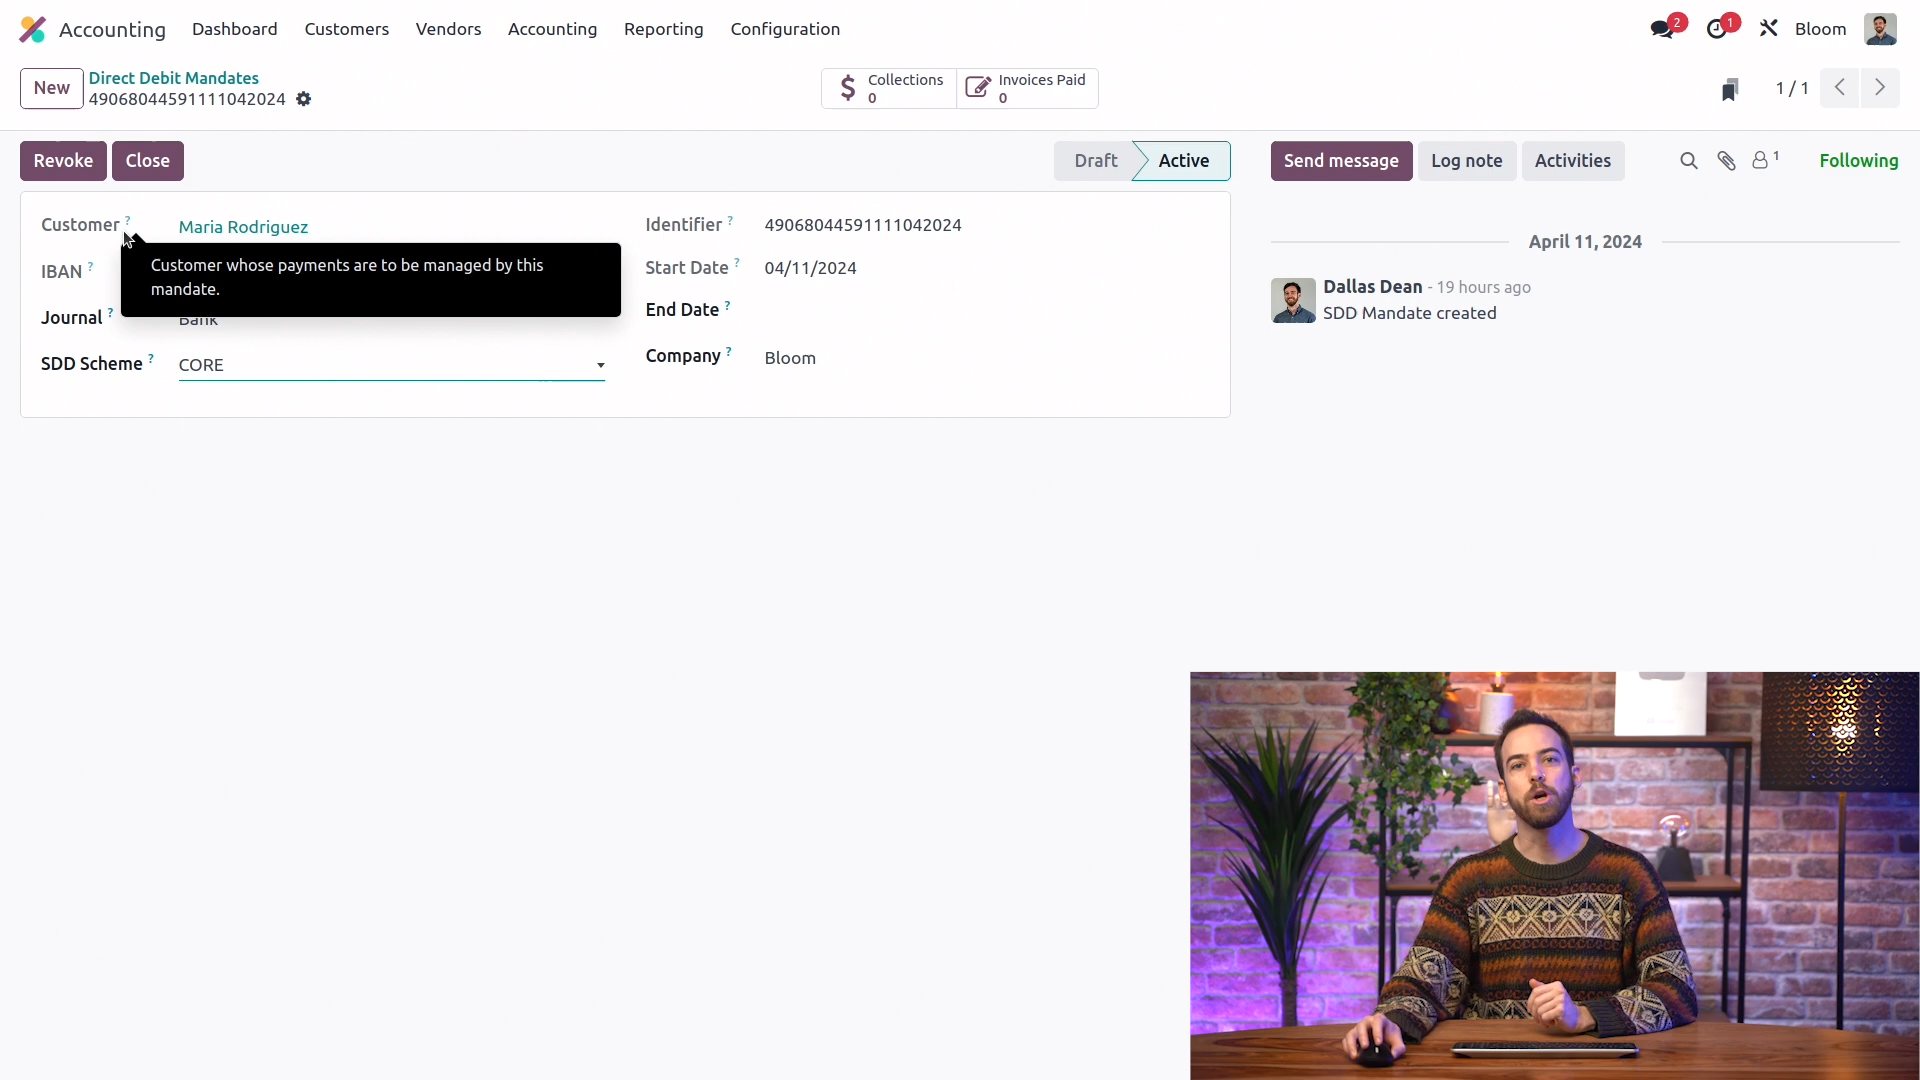 Accounting Dashboard Customers Vendors Accounting Reporting Configuration 2 1 Bloom
New Direct Debit Mandates
49068044591111042024
Collections
0
Invoices Paid
0
1 / 1
Revoke Close Draft Active Send message Log note Activities 1 Following
Customer ? Maria Rodriguez
Customer whose payments are to be managed by this
mandate.
IBAN ?
Journal ? Bank
SDD Scheme ? CORE
Identifier ? 49068044591111042024
Start Date ? 04/11/2024
End Date ?
Company ? Bloom
April 11, 2024
Dallas Dean - 19 hours ago
SDD Mandate created